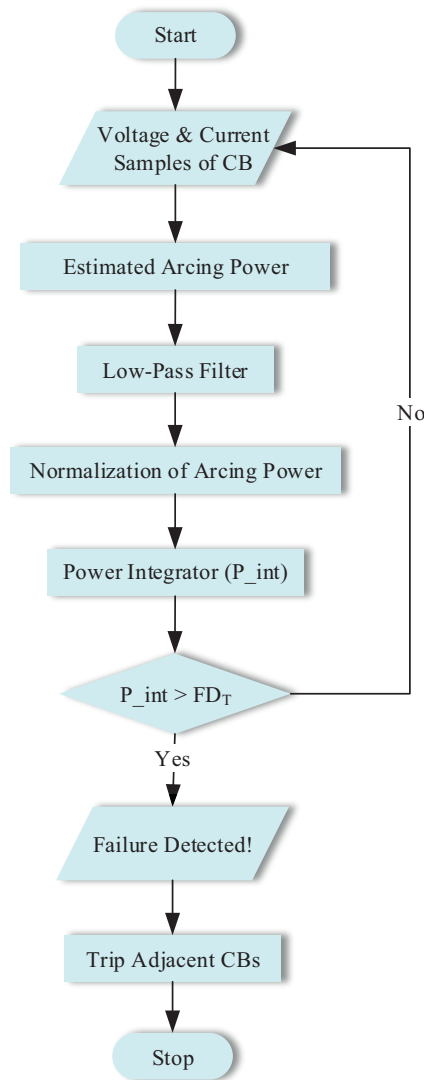 Start
Voltage & Current
Samples of CB
Estimated Arcing Power
Low-Pass Filter
No
Normalization of Arcing Power
Power Integrator (P_int)
P_int > FD_T
Yes
Failure Detected!
Trip Adjacent CBs
Stop